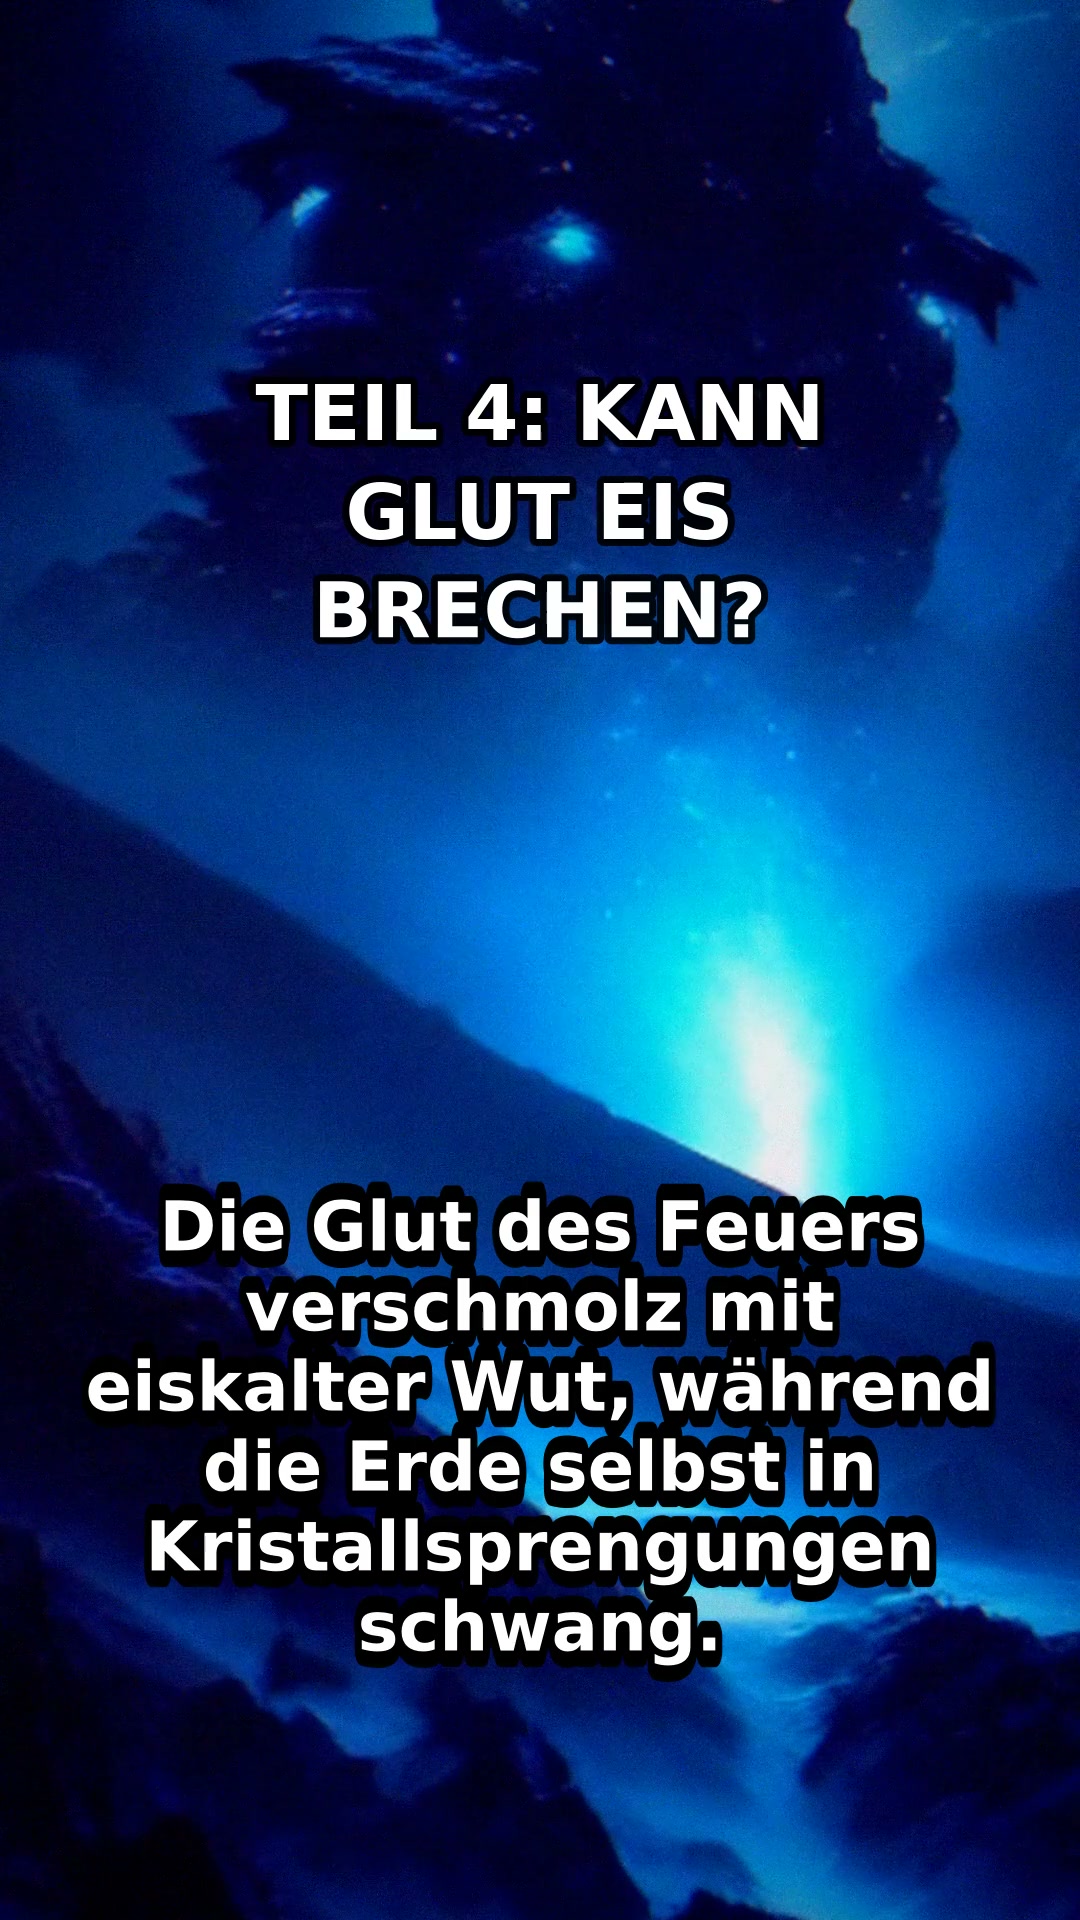 TEIL 4: KANN
GLUT EIS
BRECHEN?
Die Glut des Feuers
verschmolz mit
eiskalter Wut, während
die Erde selbst in
Kristallsprengungen
schwang.